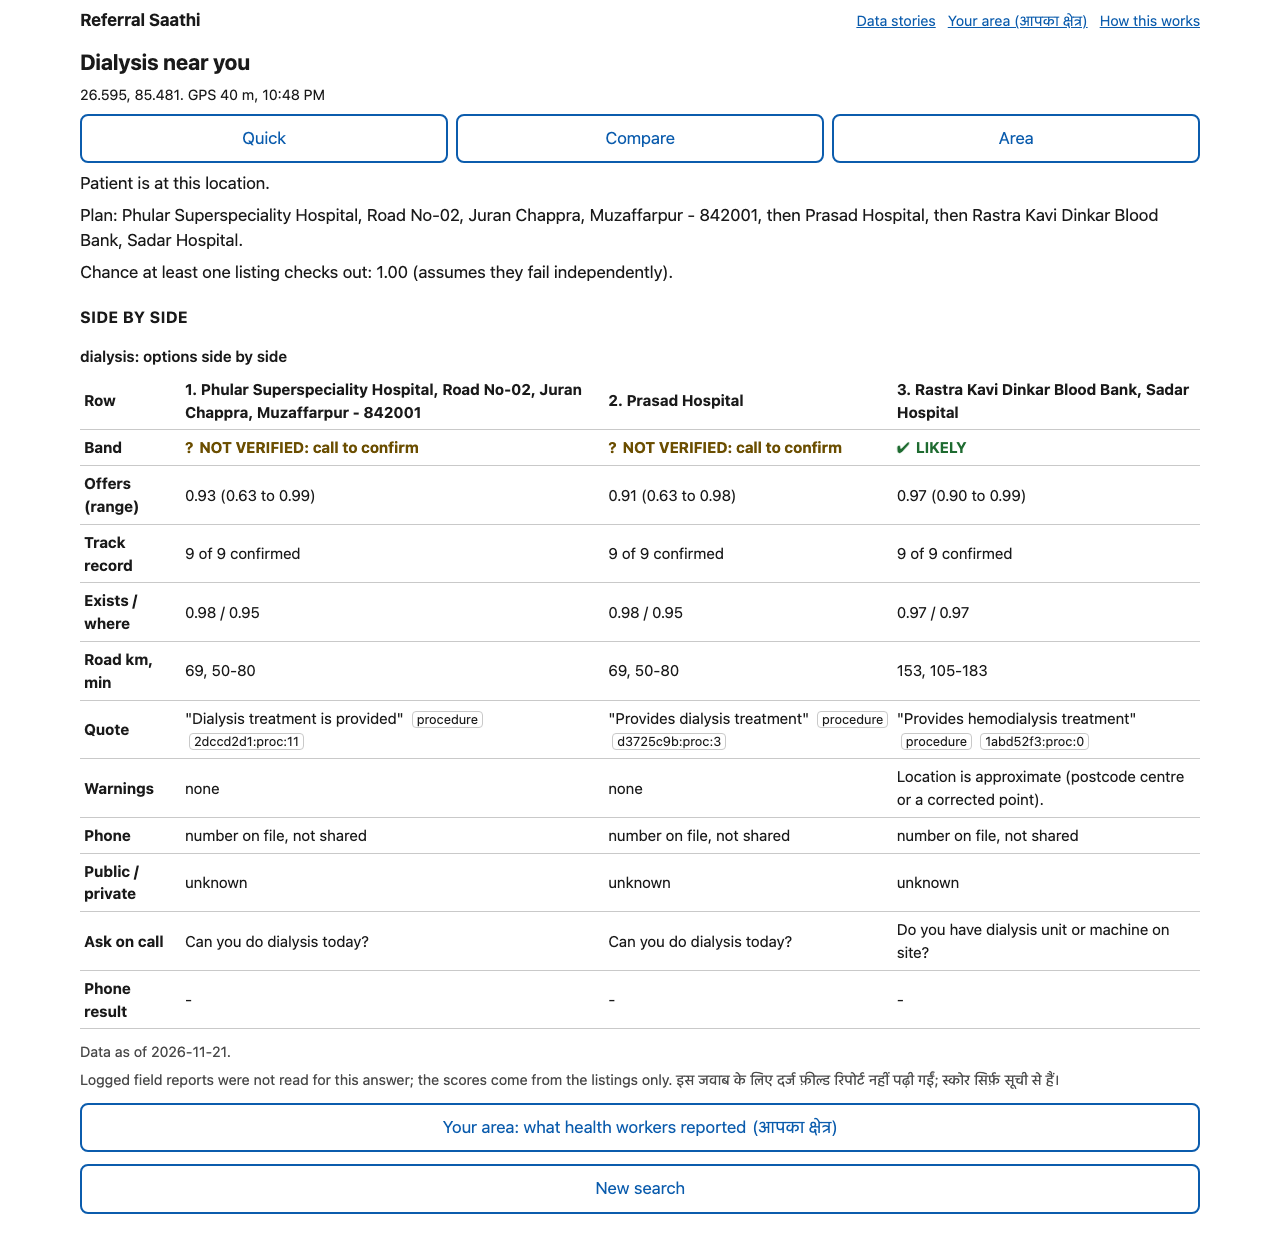 Referral Saathi
Data stories Your area (आपका क्षेत्र) How this works
Dialysis near you
26.595, 85.481. GPS 40 m, 10:48 PM
Quick
Compare
Area
Patient is at this location.
Plan: Phular Superspeciality Hospital, Road No-02, Juran Chappra, Muzaffarpur - 842001, then Prasad Hospital, then Rastra Kavi Dinkar Blood
Bank, Sadar Hospital.
Chance at least one listing checks out: 1.00 (assumes they fail independently).
SIDE BY SIDE
dialysis: options side by side
Row
1. Phular Superspeciality Hospital, Road No-02, Juran
Chappra, Muzaffarpur - 842001
2. Prasad Hospital
3. Rastra Kavi Dinkar Blood Bank, Sadar
Hospital
Band
? NOT VERIFIED: call to confirm
? NOT VERIFIED: call to confirm
✔ LIKELY
Offers
(range)
0.93 (0.63 to 0.99)
0.91 (0.63 to 0.98)
0.97 (0.90 to 0.99)
Track
record
9 of 9 confirmed
9 of 9 confirmed
9 of 9 confirmed
Exists /
where
0.98 / 0.95
0.98 / 0.95
0.97 / 0.97
Road km,
min
69, 50-80
69, 50-80
153, 105-183
Quote
"Dialysis treatment is provided" procedure
2dccd2d1:proc:11
"Provides dialysis treatment" procedure
d3725c9b:proc:3
"Provides hemodialysis treatment"
procedure 1abd52f3:proc:0
Warnings
none
none
Location is approximate (postcode centre
or a corrected point).
Phone
number on file, not shared
number on file, not shared
number on file, not shared
Public /
private
unknown
unknown
unknown
Ask on call
Can you do dialysis today?
Can you do dialysis today?
Do you have dialysis unit or machine on
site?
Phone
result
-
-
-
Data as of 2026-11-21.
Logged field reports were not read for this answer; the scores come from the listings only. इस जवाब के लिए दर्ज फ़ील्ड रिपोर्ट नहीं पढ़ी गईं; स्कोर सिर्फ़ सूची से हैं।
Your area: what health workers reported (आपका क्षेत्र)
New search